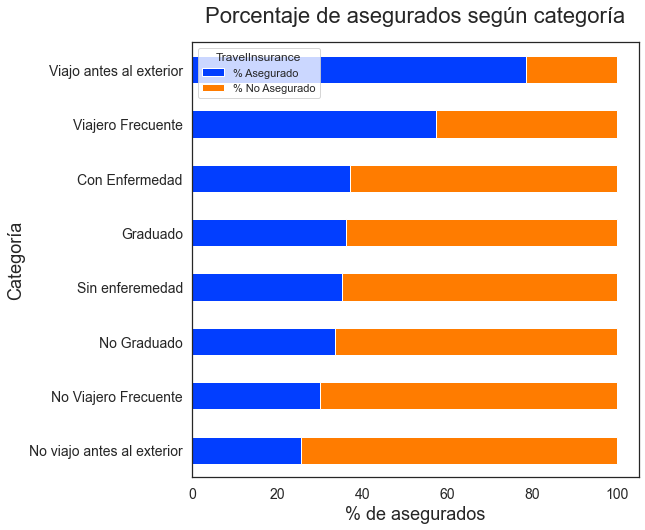 Porcentaje de asegurados según categoría
TravelInsurance
% Asegurado
% No Asegurado
Categoría
Viajo antes al exterior
Viajero Frecuente
Con Enfermedad
Graduado
Sin enferemedad
No Graduado
No Viajero Frecuente
No viajo antes al exterior
0 20 40 60 80 100
% de asegurados